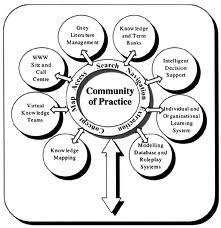 Grey
Literature
Management
Knowledge
and Term
Banks
WWW
Site and
Call
Centre
Intelligent
Decision
Support
Virtual
Knowledge
Teams
Individual and
Organizational
Learning
System
Knowledge
Mapping
Modelling
Database and
Roleplay
Systems
Concept Map Access Search Navigation Extraction
Community
of Practice